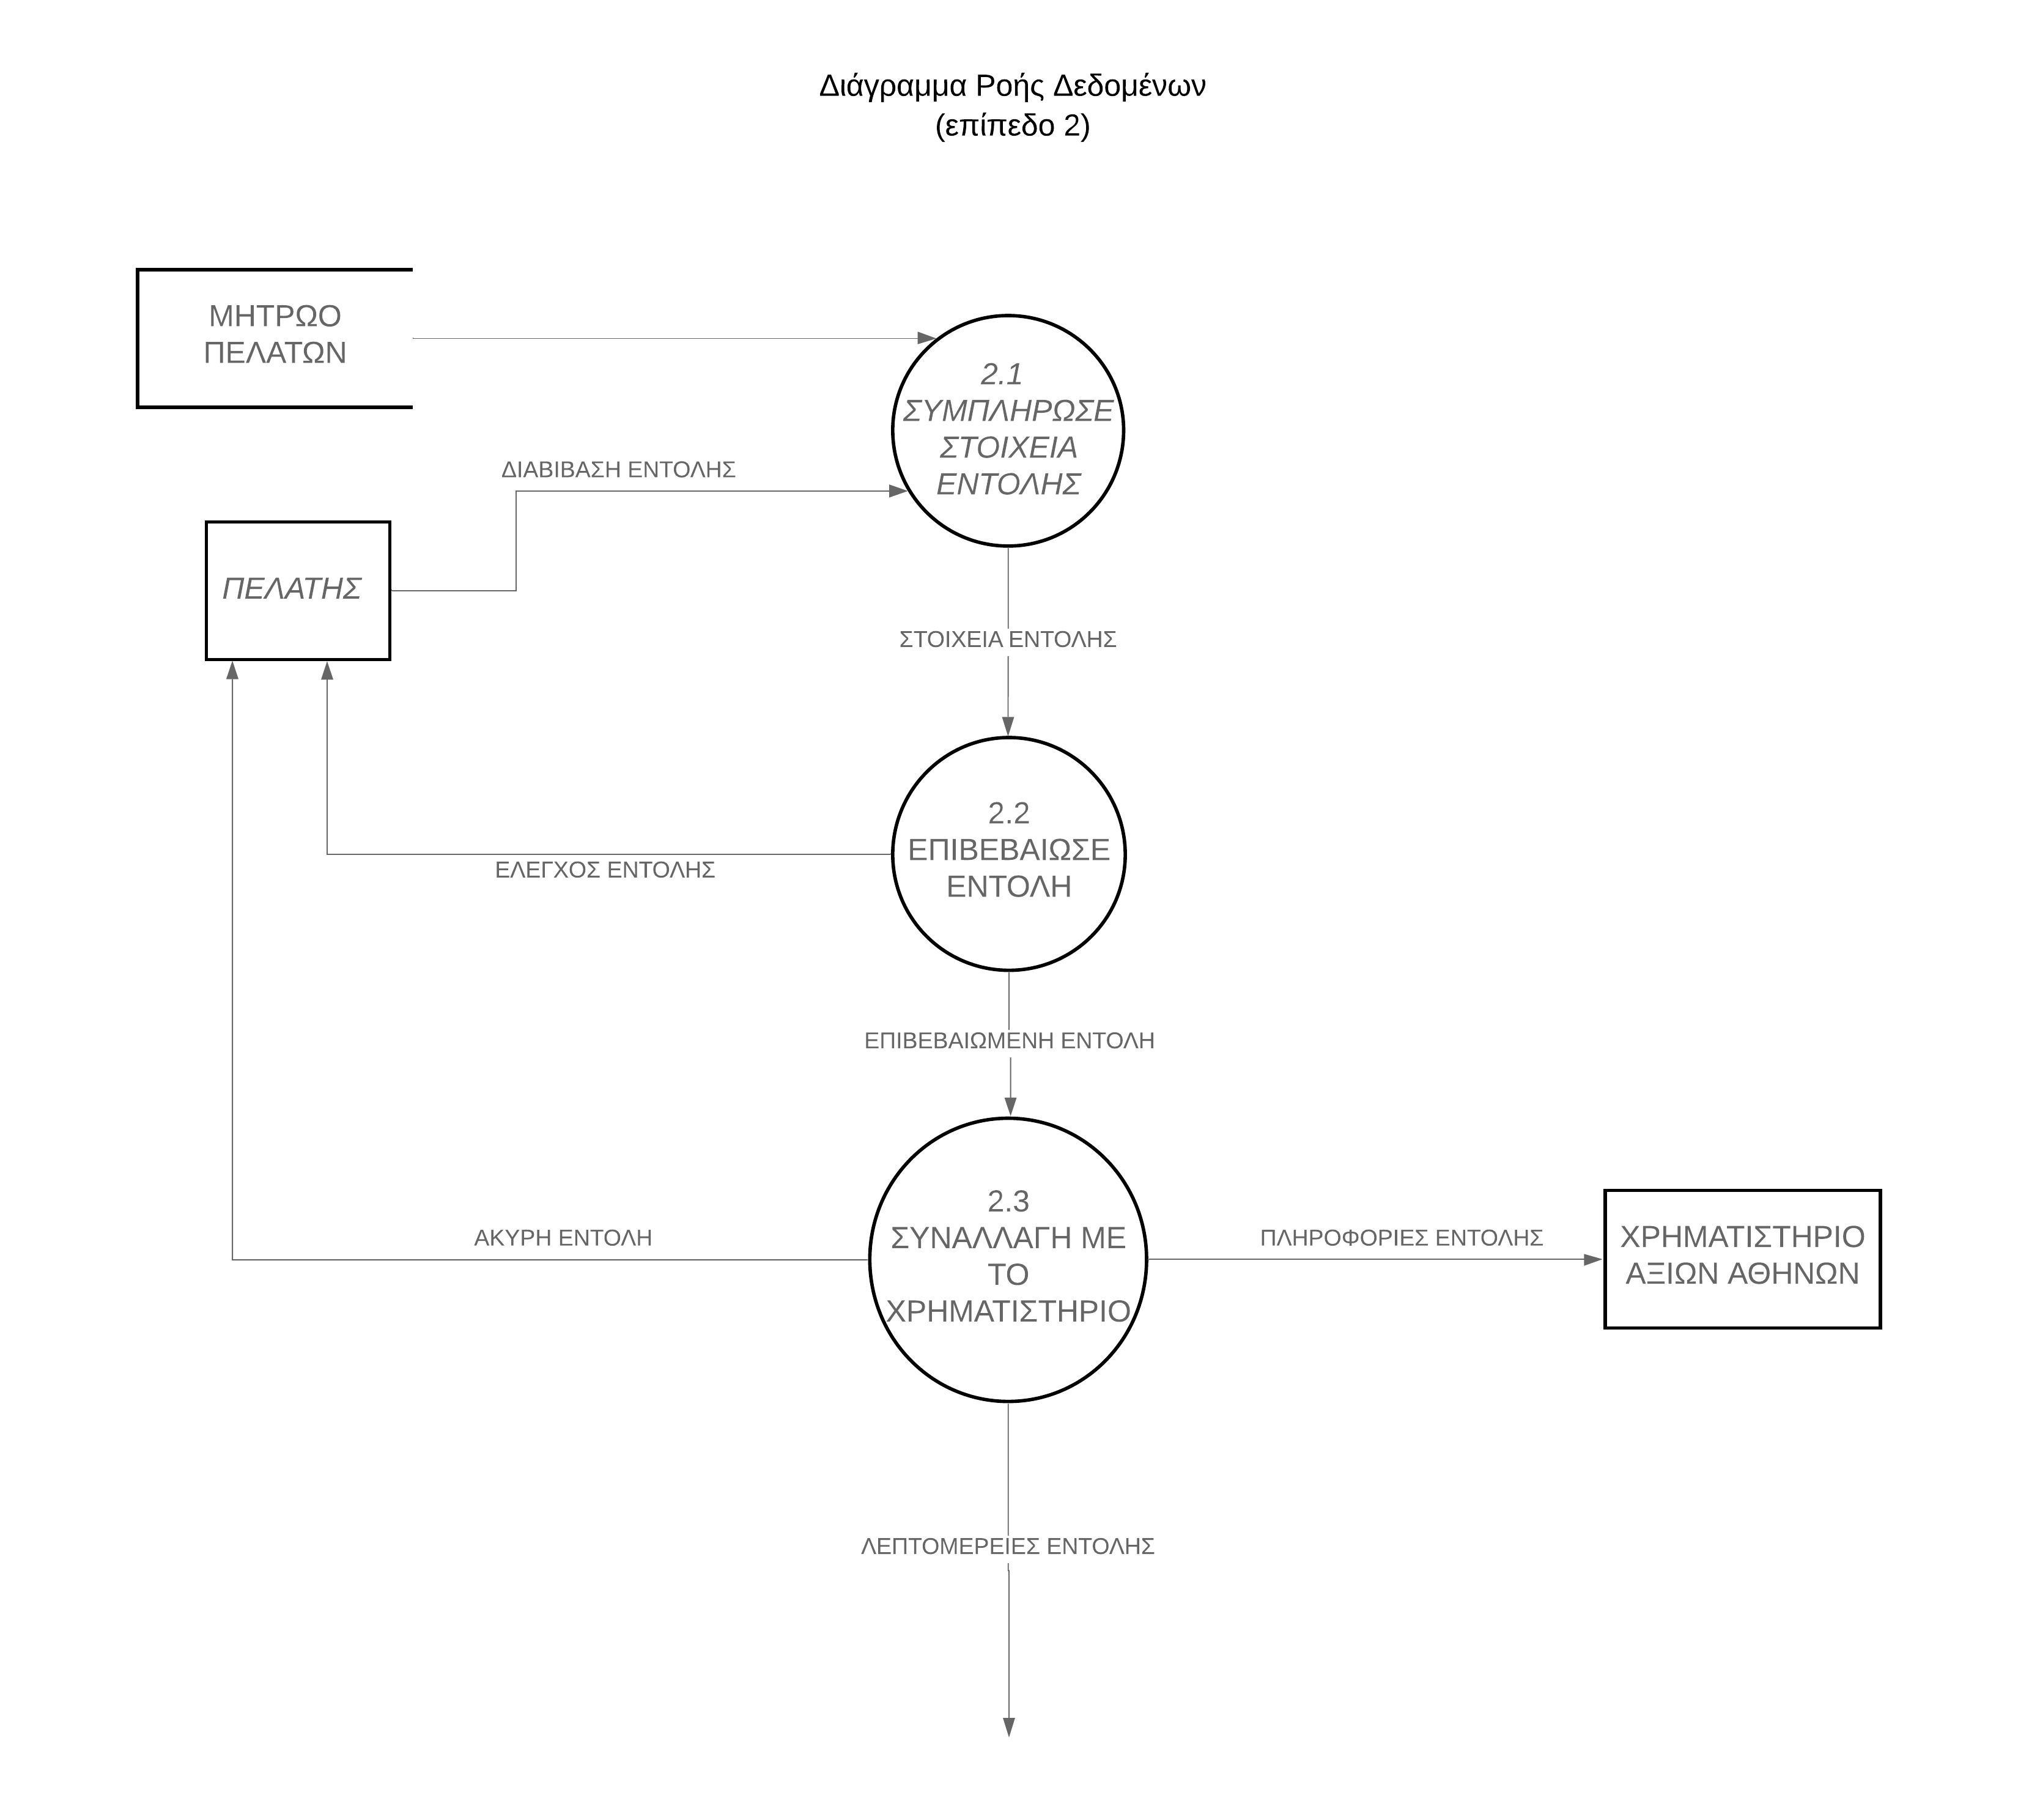 Διάγραμμα Ροής Δεδομένων
(επίπεδο 2)
ΜΗΤΡΩΟ
ΠΕΛΑΤΩΝ
2.1
ΣΥΜΠΛΗΡΩΣΕ
ΣΤΟΙΧΕΙΑ
ΕΝΤΟΛΗΣ
ΔΙΑΒΙΒΑΣΗ ΕΝΤΟΛΗΣ
ΠΕΛΑΤΗΣ
ΣΤΟΙΧΕΙΑ ΕΝΤΟΛΗΣ
2.2
ΕΠΙΒΕΒΑΙΩΣΕ
ΕΝΤΟΛΗ
ΕΛΕΓΧΟΣ ΕΝΤΟΛΗΣ
ΕΠΙΒΕΒΑΙΩΜΕΝΗ ΕΝΤΟΛΗ
2.3
ΣΥΝΑΛΛΑΓΗ ΜΕ
ΤΟ
ΧΡΗΜΑΤΙΣΤΗΡΙΟ
ΑΚΥΡΗ ΕΝΤΟΛΗ
ΠΛΗΡΟΦΟΡΙΕΣ ΕΝΤΟΛΗΣ
ΧΡΗΜΑΤΙΣΤΗΡΙΟ
ΑΞΙΩΝ ΑΘΗΝΩΝ
ΛΕΠΤΟΜΕΡΕΙΕΣ ΕΝΤΟΛΗΣ